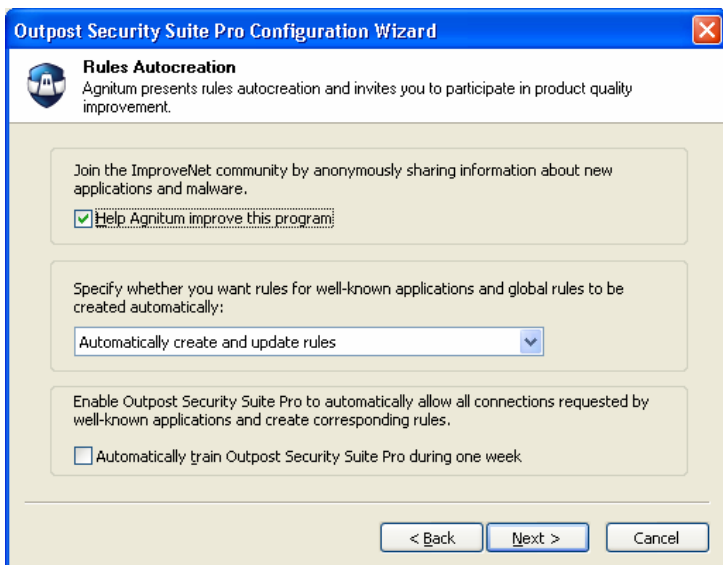 Outpost Security Suite Pro Configuration Wizard
Rules Autocreation
Agnitum presents rules autocreation and invites you to participate in product quality
improvement.
Join the ImproveNet community by anonymously sharing information about new
applications and malware.
Help Agnitum improve this program
Specify whether you want rules for well-known applications and global rules to be
created automatically:
Automatically create and update rules
Enable Outpost Security Suite Pro to automatically allow all connections requested by
well-known applications and create corresponding rules.
Automatically train Outpost Security Suite Pro during one week
< Back Next > Cancel